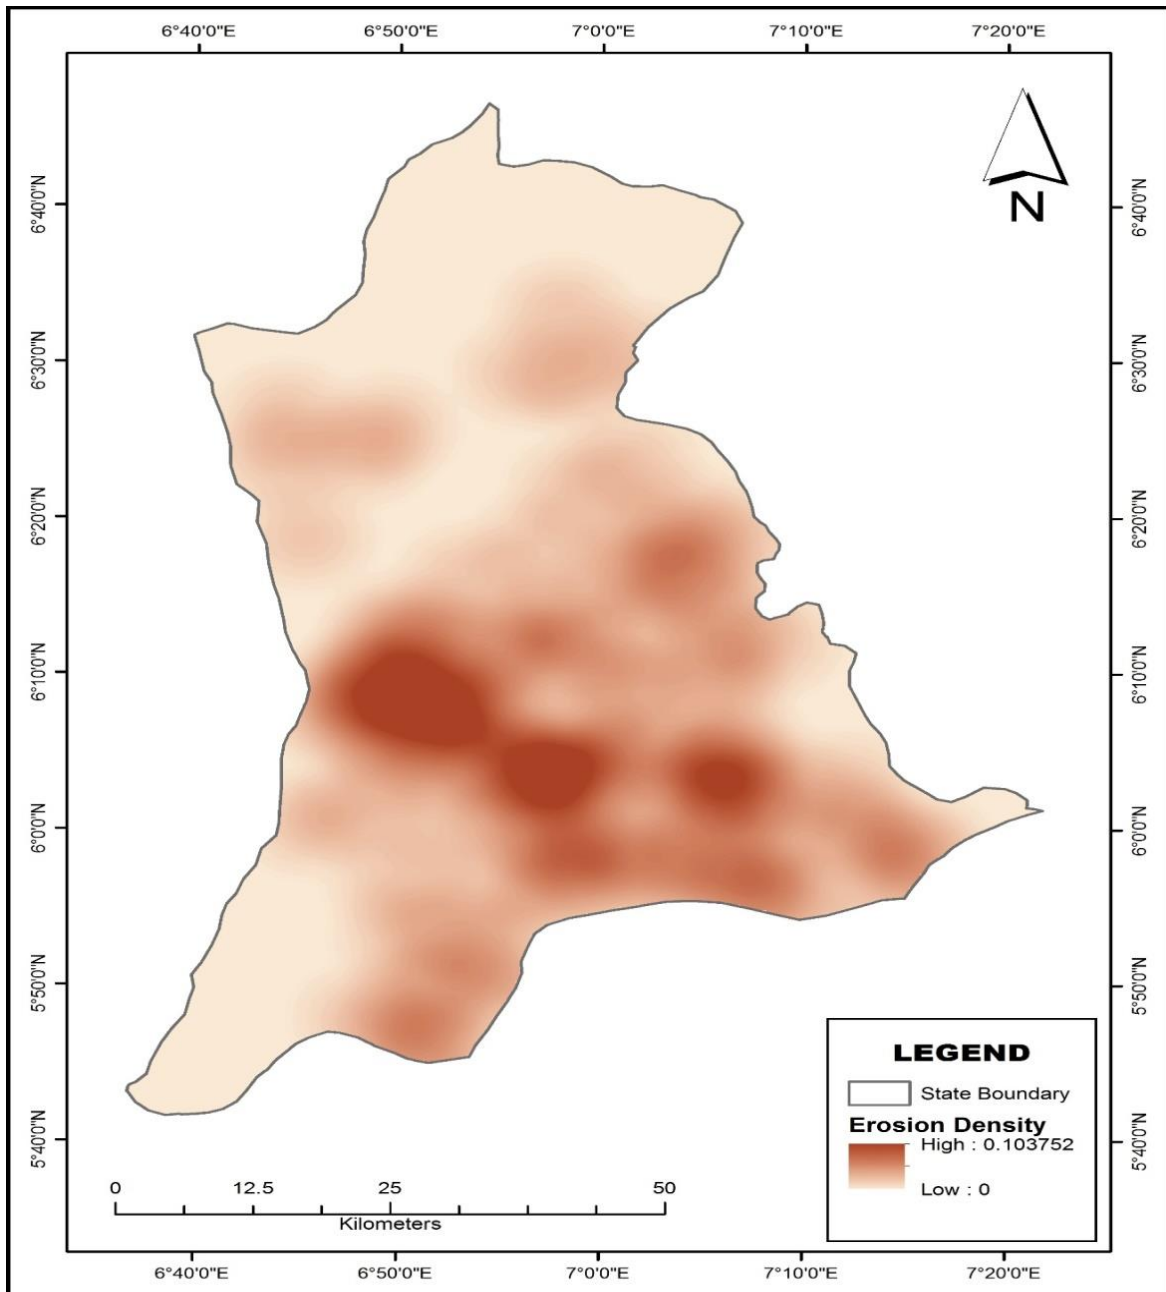 6°40'0"E 6°50'0"E 7°0'0"E 7°10'0"E 7°20'0"E
N
6°40'0"N 6°40'0"N
6°30'0"N 6°30'0"N
6°20'0"N 6°20'0"N
6°10'0"N 6°10'0"N
6°0'0"N 6°0'0"N
5°50'0"N 5°50'0"N
5°40'0"N 5°40'0"N
LEGEND
State Boundary
Erosion Density
High : 0.103752
Low : 0
0 12.5 25 50
Kilometers
6°40'0"E 6°50'0"E 7°0'0"E 7°10'0"E 7°20'0"E